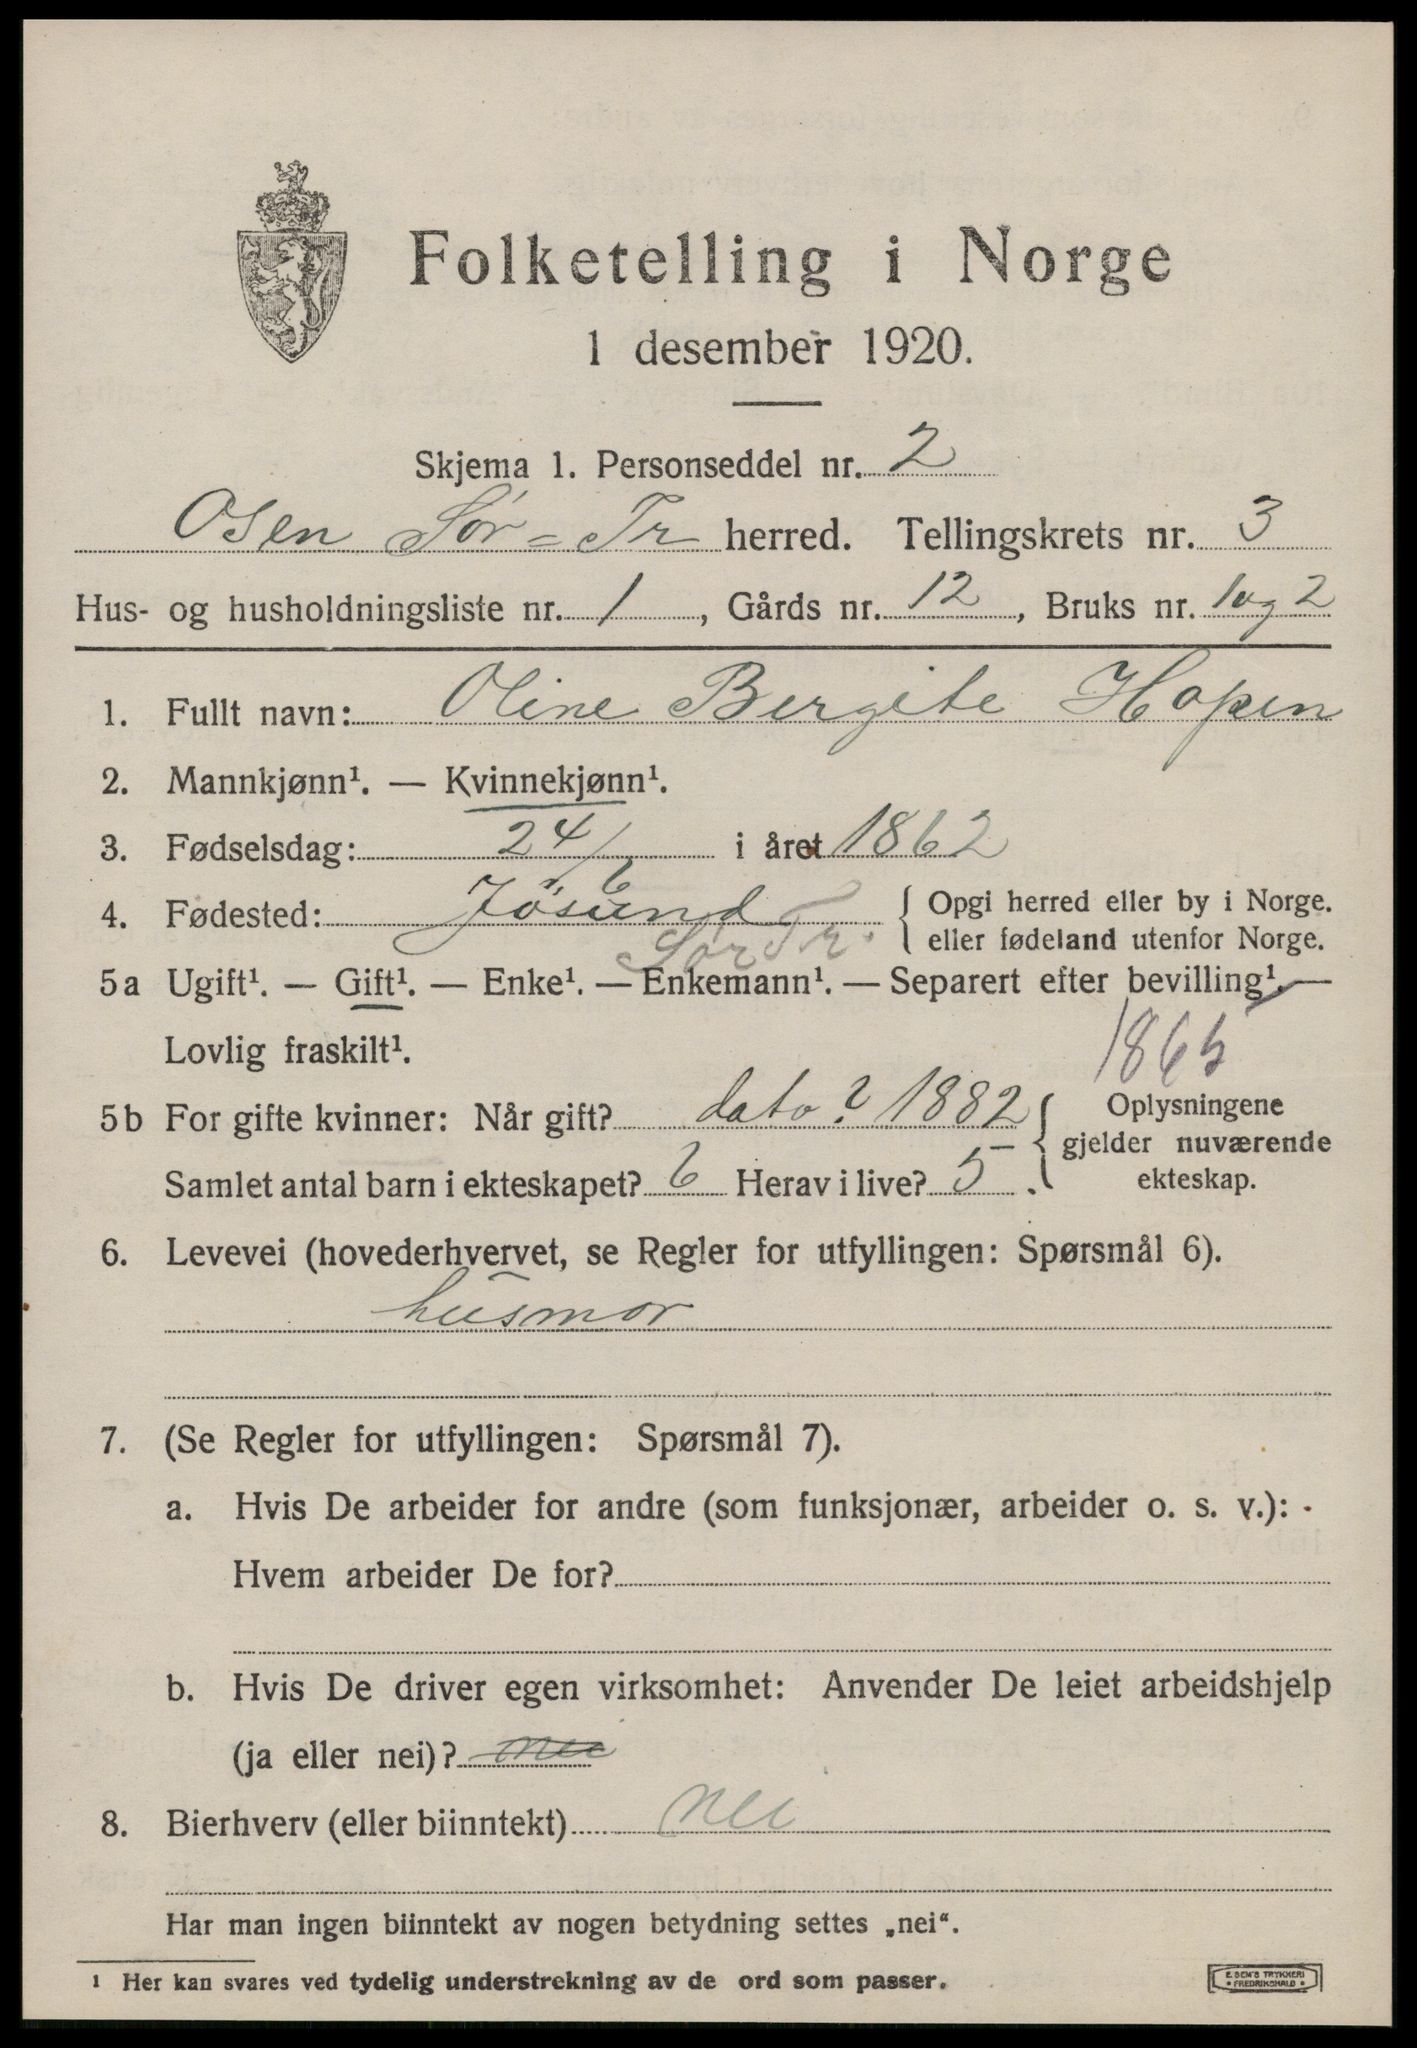 Folketelling i Norge
1 desember 1920.
Skjema 1. Personseddel nr. 2
Osen Sør=Tr herred. Tellingskrets nr. 3
Hus- og husholdningsliste nr. 1, Gårds nr. 12, Bruks nr. 1 og 2
1. Fullt navn: Oline Bergite Hopen
2. Mannkjønn¹. — Kvinnekjønn¹.
3. Fødselsdag: 24/6 i året 1862
4. Fødested: Jøsund { Opgi herred eller by i Norge.
Sør Tr. eller fødeland utenfor Norge.
5a Ugift¹. — Gift¹. — Enke¹. — Enkemann¹. — Separert efter bevilling¹. —
Lovlig fraskilt¹. 1865
5b For gifte kvinner: Når gift? dato? 1882 { Oplysningene
gjelder nuværende
Samlet antal barn i ekteskapet? 6 Herav i live? 5. ekteskap.
6. Levevei (hovederhvervet, se Regler for utfyllingen: Spørsmål 6).
husmor
7. (Se Regler for utfyllingen: Spørsmål 7).
a. Hvis De arbeider for andre (som funksjonær, arbeider o. s. v.):
Hvem arbeider De for?
b. Hvis De driver egen virksomhet: Anvender De leiet arbeidshjelp
(ja eller nei)? nei
8. Bierhverv (eller biinntekt) nei
Har man ingen biinntekt av nogen betydning settes „nei“.
¹ Her kan svares ved tydelig understrekning av de ord som passer.
E. SEM'S TRYKKERI
• FREDRIKSHALD •